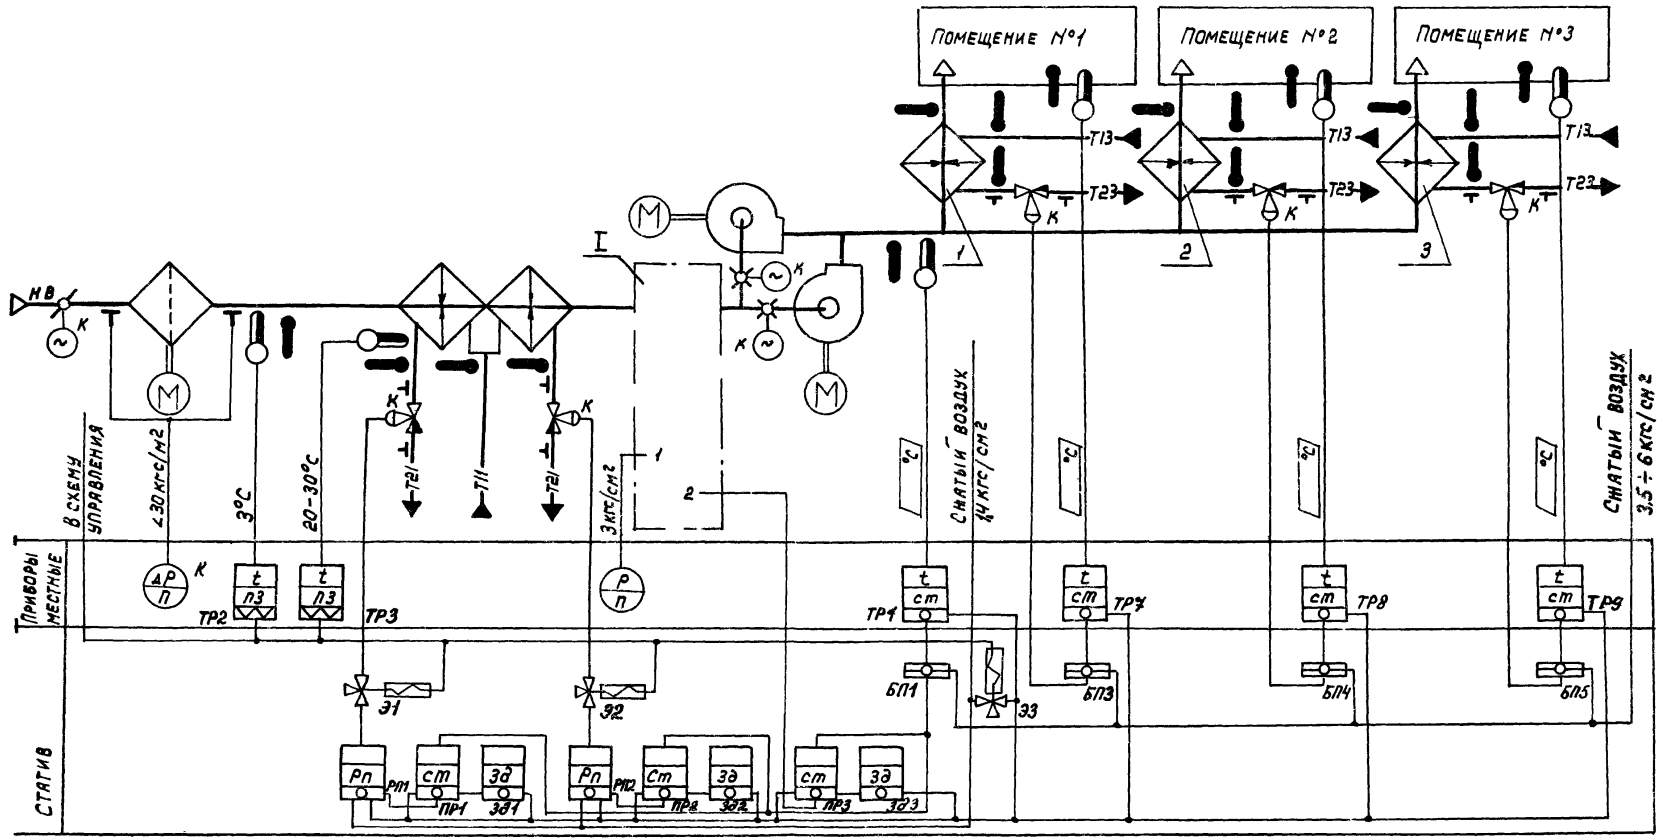 ПОМЕЩЕНИЕ №1
ПОМЕЩЕНИЕ №2
ПОМЕЩЕНИЕ №3
Т13
Т13
Т13
Т23
Т23
Т23
К
К
К
1
2
3
М
I
К
К
НВ
К
М
М
К
К
1
2
Т21
Т11
Т21
В СХЕМУ
УПРАВЛЕНИЯ
<30 кгс/м2
3°С
20-30°С
3 кгс/см2
°С
СЖАТЫЙ ВОЗДУХ
1,4 кгс/см2
°С
°С
°С
СЖАТЫЙ ВОЗДУХ
3,5÷6 кгс/см2
ПРИБОРЫ
МЕСТНЫЕ
ΔР
П
К
t
ПЗ
ТР2
t
ПЗ
ТР3
Р
П
t
ст
ТР1
t
ст
ТР7
t
ст
ТР8
t
ст
ТР9
СТАТИВ
Э1
Э2
БП1
Э3
БП3
БП4
БП5
Рп
РП1
ст
ПР1
Зд
Зд1
Рп
РП2
ст
ПР2
Зд
Зд2
ст
ПР3
Зд
Зд3